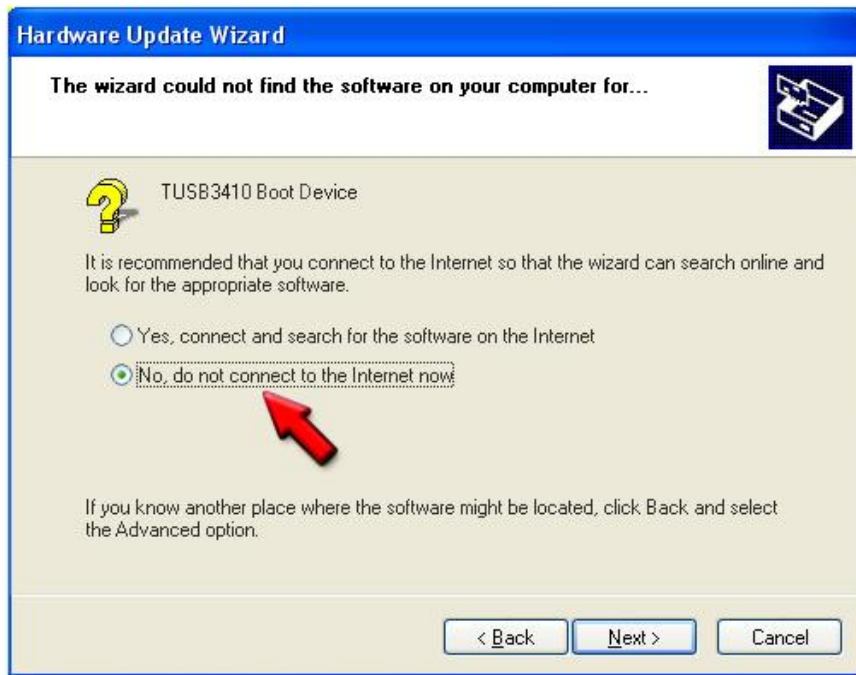 Hardware Update Wizard
The wizard could not find the software on your computer for...
TUSB3410 Boot Device
It is recommended that you connect to the Internet so that the wizard can search online and
look for the appropriate software.
Yes, connect and search for the software on the Internet
No, do not connect to the Internet now
If you know another place where the software might be located, click Back and select
the Advanced option.
< Back Next > Cancel